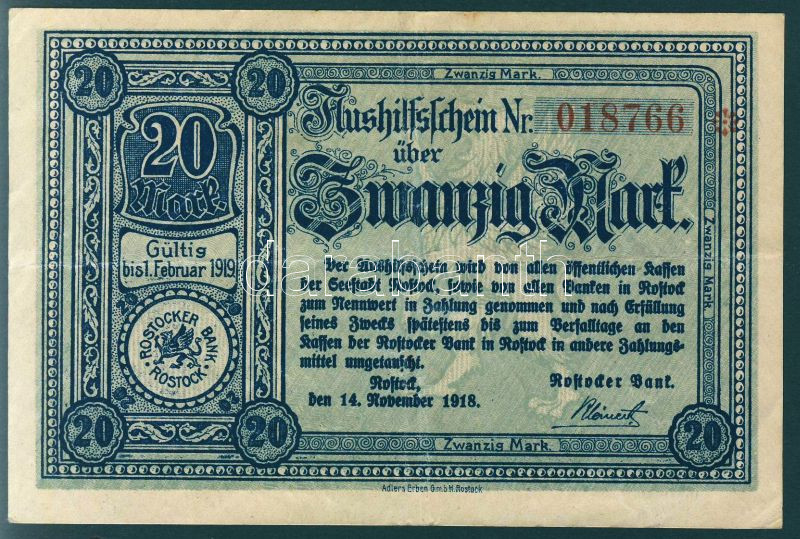 20
20
Zwanzig Mark.
Aushilfsschein Nr. 018766
über
Zwanzig Mark.
20
Mark
Gültig
bis 1. Februar 1919
ROSTOCKER BANK
ROSTOCK
Zwanzig Mark.
darabanth
Der Aushilfsschein wird von allen öffentlichen Kassen
der Seestadt Rostock, sowie von allen Banken in Rostock
zum Nennwert in Zahlung genommen und nach Erfüllung
seines Zwecks spätestens bis zum Verfalltage an den
Kassen der Rostocker Bank in Rostock in andere Zahlungs-
mittel umgetauscht.
Rostock,
den 14. November 1918.
Rostocker Bank.
20
20
Zwanzig Mark.
20
Adlers Erben G.m.b.H. Rostock